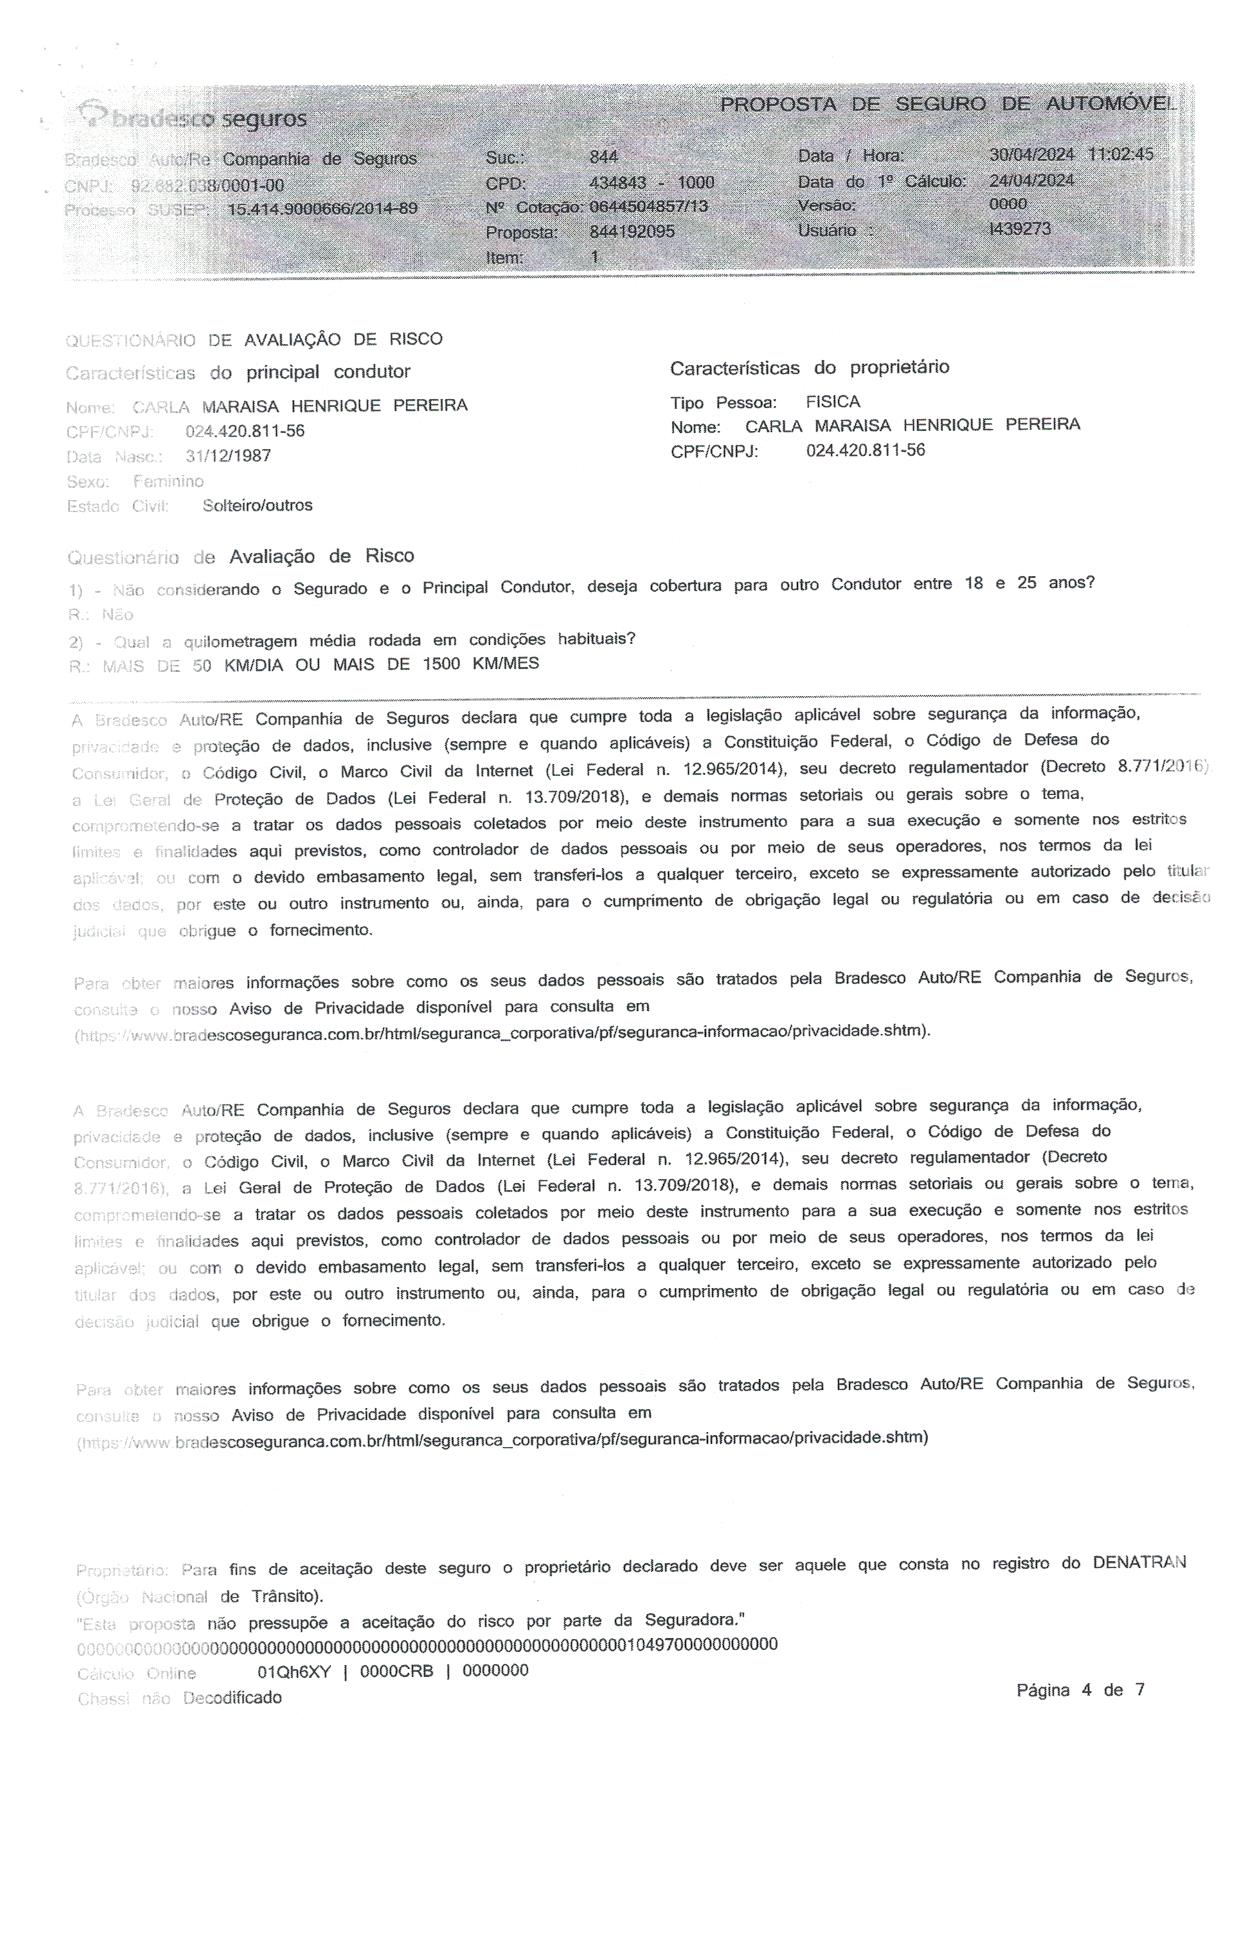 bradesco seguros
PROPOSTA DE SEGURO DE AUTOMÓVEL
Bradesco Auto/Re Companhia de Seguros
CNPJ: 92.682.038/0001-00
Processo SUSEP: 15.414.9000666/2014-89
Suc.: 844
CPD: 434843 - 1000
Nº Cotação: 0644504857/13
Proposta: 844192095
Item: 1
Data / Hora: 30/04/2024 11:02:45
Data do 1º Cálculo: 24/04/2024
Versão: 0000
Usuário : I439273
QUESTIONÁRIO DE AVALIAÇÂO DE RISCO
Características do principal condutor
Nome: CARLA MARAISA HENRIQUE PEREIRA
CPF/CNPJ: 024.420.811-56
Data Nasc.: 31/12/1987
Sexo: Feminino
Estado Civil: Solteiro/outros
Características do proprietário
Tipo Pessoa: FISICA
Nome: CARLA MARAISA HENRIQUE PEREIRA
CPF/CNPJ: 024.420.811-56
Questionário de Avaliação de Risco
1) - Não considerando o Segurado e o Principal Condutor, deseja cobertura para outro Condutor entre 18 e 25 anos?
R.: Não
2) - Qual a quilometragem média rodada em condições habituais?
R.: MAIS DE 50 KM/DIA OU MAIS DE 1500 KM/MES
A Bradesco Auto/RE Companhia de Seguros declara que cumpre toda a legislação aplicável sobre segurança da informação,
privacidade e proteção de dados, inclusive (sempre e quando aplicáveis) a Constituição Federal, o Código de Defesa do
Consumidor, o Código Civil, o Marco Civil da Internet (Lei Federal n. 12.965/2014), seu decreto regulamentador (Decreto 8.771/2016)
a Lei Geral de Proteção de Dados (Lei Federal n. 13.709/2018), e demais normas setoriais ou gerais sobre o tema,
comprometendo-se a tratar os dados pessoais coletados por meio deste instrumento para a sua execução e somente nos estritos
limites e finalidades aqui previstos, como controlador de dados pessoais ou por meio de seus operadores, nos termos da lei
aplicável; ou com o devido embasamento legal, sem transferi-los a qualquer terceiro, exceto se expressamente autorizado pelo titular
dos dados, por este ou outro instrumento ou, ainda, para o cumprimento de obrigação legal ou regulatória ou em caso de decisão
judicial que obrigue o fornecimento.
Para obter maiores informações sobre como os seus dados pessoais são tratados pela Bradesco Auto/RE Companhia de Seguros,
consulte o nosso Aviso de Privacidade disponível para consulta em
(https://www.bradescoseguranca.com.br/html/seguranca_corporativa/pf/seguranca-informacao/privacidade.shtm).
A Bradesco Auto/RE Companhia de Seguros declara que cumpre toda a legislação aplicável sobre segurança da informação,
privacidade e proteção de dados, inclusive (sempre e quando aplicáveis) a Constituição Federal, o Código de Defesa do
Consumidor, o Código Civil, o Marco Civil da Internet (Lei Federal n. 12.965/2014), seu decreto regulamentador (Decreto
8.771/2016), a Lei Geral de Proteção de Dados (Lei Federal n. 13.709/2018), e demais normas setoriais ou gerais sobre o tema,
comprometendo-se a tratar os dados pessoais coletados por meio deste instrumento para a sua execução e somente nos estritos
limites e finalidades aqui previstos, como controlador de dados pessoais ou por meio de seus operadores, nos termos da lei
aplicável; ou com o devido embasamento legal, sem transferi-los a qualquer terceiro, exceto se expressamente autorizado pelo
titular dos dados, por este ou outro instrumento ou, ainda, para o cumprimento de obrigação legal ou regulatória ou em caso de
decisão judicial que obrigue o fornecimento.
Para obter maiores informações sobre como os seus dados pessoais são tratados pela Bradesco Auto/RE Companhia de Seguros,
consulte o nosso Aviso de Privacidade disponível para consulta em
(https://www.bradescoseguranca.com.br/html/seguranca_corporativa/pf/seguranca-informacao/privacidade.shtm)
Proprietário: Para fins de aceitação deste seguro o proprietário declarado deve ser aquele que consta no registro do DENATRAN
(Órgão Nacional de Trânsito).
"Esta proposta não pressupõe a aceitação do risco por parte da Seguradora."
Cálculo Online 01Qh6XY | 0000CRB | 0000000
Chassi não Decodificado
Página 4 de 7